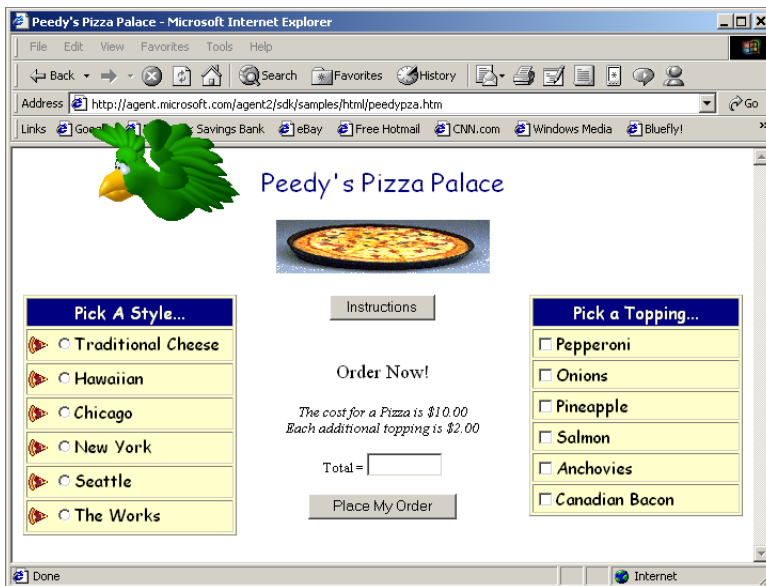 Peedy's Pizza Palace - Microsoft Internet Explorer
File Edit View Favorites Tools Help
Back Search Favorites History
Address http://agent.microsoft.com/agent2/sdk/samples/html/peedypza.htm Go
Links Savings Bank eBay Free Hotmail CNN.com Windows Media Bluefly! »
Peedy's Pizza Palace
Pick A Style...
Traditional Cheese
Hawaiian
Chicago
New York
Seattle
The Works
Instructions
Order Now!
The cost for a Pizza is $10.00
Each additional topping is $2.00
Total =
Place My Order
Pick a Topping...
Pepperoni
Onions
Pineapple
Salmon
Anchovies
Canadian Bacon
Done Internet